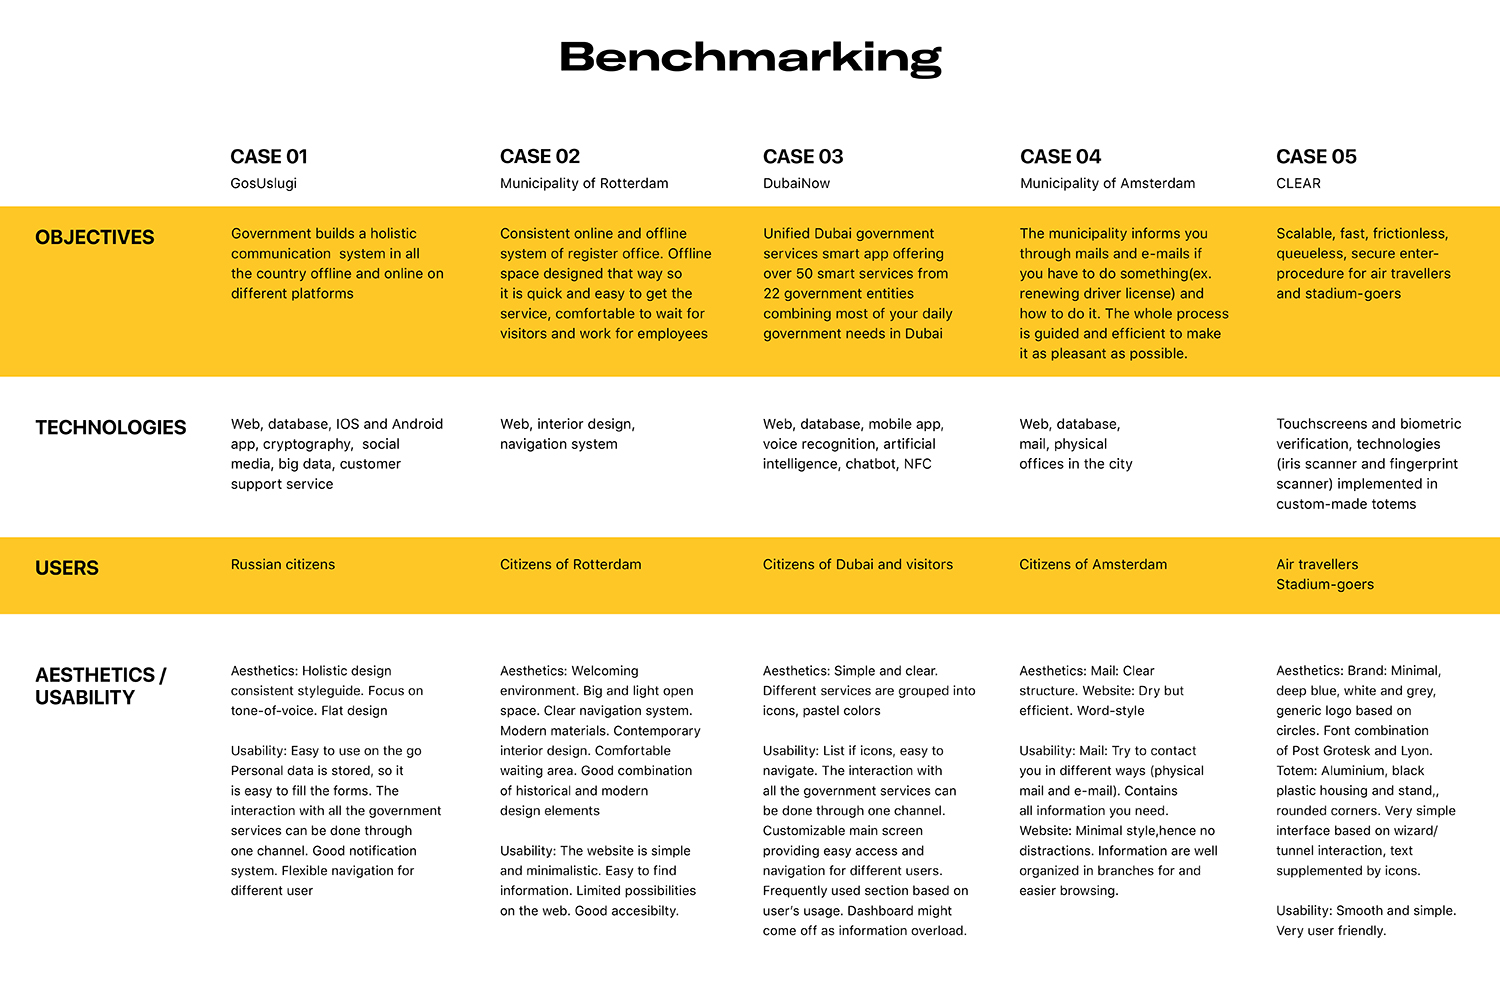 Benchmarking
CASE 01
GosUslugi
CASE 02
Municipality of Rotterdam
CASE 03
DubaiNow
CASE 04
Municipality of Amsterdam
CASE 05
CLEAR
OBJECTIVES
Government builds a holistic
communication  system in all
the country offline and online on
different platforms
Consistent online and offline
system of register office. Offline
space designed that way so
it is quick and easy to get the
service, comfortable to wait for
visitors and work for employees
Unified Dubai government
services smart app offering
over 50 smart services from
22 government entities
combining most of your daily
government needs in Dubai
The municipality informs you
through mails and e-mails if
you have to do something(ex.
renewing driver license) and
how to do it. The whole process
is guided and efficient to make
it as pleasant as possible.
Scalable, fast, frictionless,
queueless, secure enter-
procedure for air travellers
and stadium-goers
TECHNOLOGIES
Web, database, IOS and Android
app, cryptography,  social
media, big data, customer
support service
Web, interior design,
navigation system
Web, database, mobile app,
voice recognition, artificial
intelligence, chatbot, NFC
Web, database,
mail, physical
offices in the city
Touchscreens and biometric
verification, technologies
(iris scanner and fingerprint
scanner) implemented in
custom-made totems
USERS
Russian citizens
Citizens of Rotterdam
Citizens of Dubai and visitors
Citizens of Amsterdam
Air travellers
Stadium-goers
AESTHETICS /
USABILITY
Aesthetics: Holistic design
consistent styleguide. Focus on
tone-of-voice. Flat design
Usability: Easy to use on the go
Personal data is stored, so it
is easy to fill the forms. The
interaction with all the government
services can be done through
one channel. Good notification
system. Flexible navigation for
different user
Aesthetics: Welcoming
environment. Big and light open
space. Clear navigation system.
Modern materials. Contemporary
interior design. Comfortable
waiting area. Good combination
of historical and modern
design elements
Usability: The website is simple
and minimalistic. Easy to find
information. Limited possibilities
on the web. Good accesibilty.
Aesthetics: Simple and clear.
Different services are grouped into
icons, pastel colors
Usability: List if icons, easy to
navigate. The interaction with
all the government services can
be done through one channel.
Customizable main screen
providing easy access and
navigation for different users.
Frequently used section based on
user's usage. Dashboard might
come off as information overload.
Aesthetics: Mail: Clear
structure. Website: Dry but
efficient. Word-style
Usability: Mail: Try to contact
you in different ways (physical
mail and e-mail). Contains
all information you need.
Website: Minimal style,hence no
distractions. Information are well
organized in branches for and
easier browsing.
Aesthetics: Brand: Minimal,
deep blue, white and grey,
generic logo based on
circles. Font combination
of Post Grotesk and Lyon.
Totem: Aluminium, black
plastic housing and stand,,
rounded corners. Very simple
interface based on wizard/
tunnel interaction, text
supplemented by icons.
Usability: Smooth and simple.
Very user friendly.